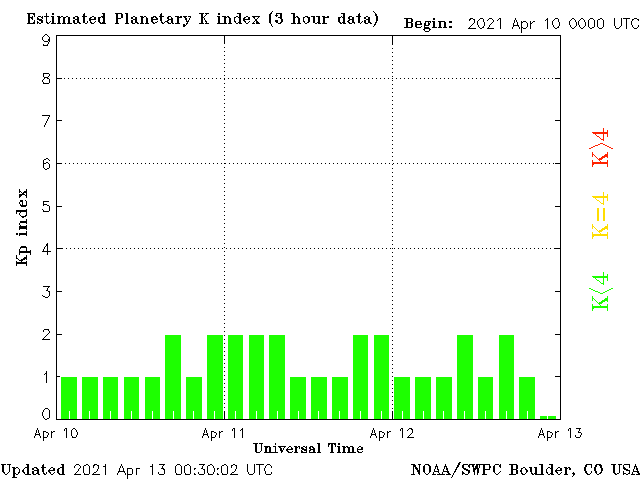 Estimated Planetary K index (3 hour data)
Begin: 2021 Apr 10 0000 UTC
9
8
7
6
5
4
3
2
1
0
Kp index
K>4
K=4
K<4
Apr 10
Apr 11
Apr 12
Apr 13
Universal Time
Updated 2021 Apr 13 00:30:02 UTC
NOAA/SWPC Boulder, CO USA